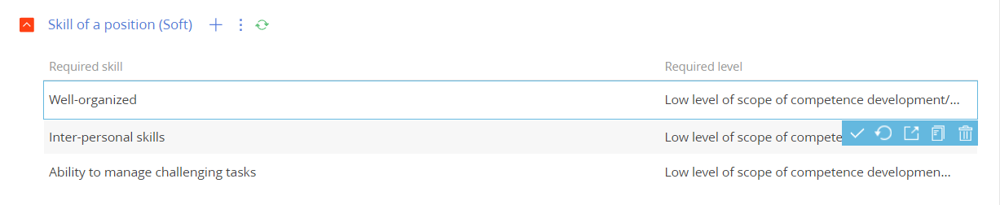 Skill of a position (Soft)
Required skill Required level
Well-organized Low level of scope of competence development/...
Inter-personal skills Low level of scope of compete
Ability to manage challenging tasks Low level of scope of competence developmen...